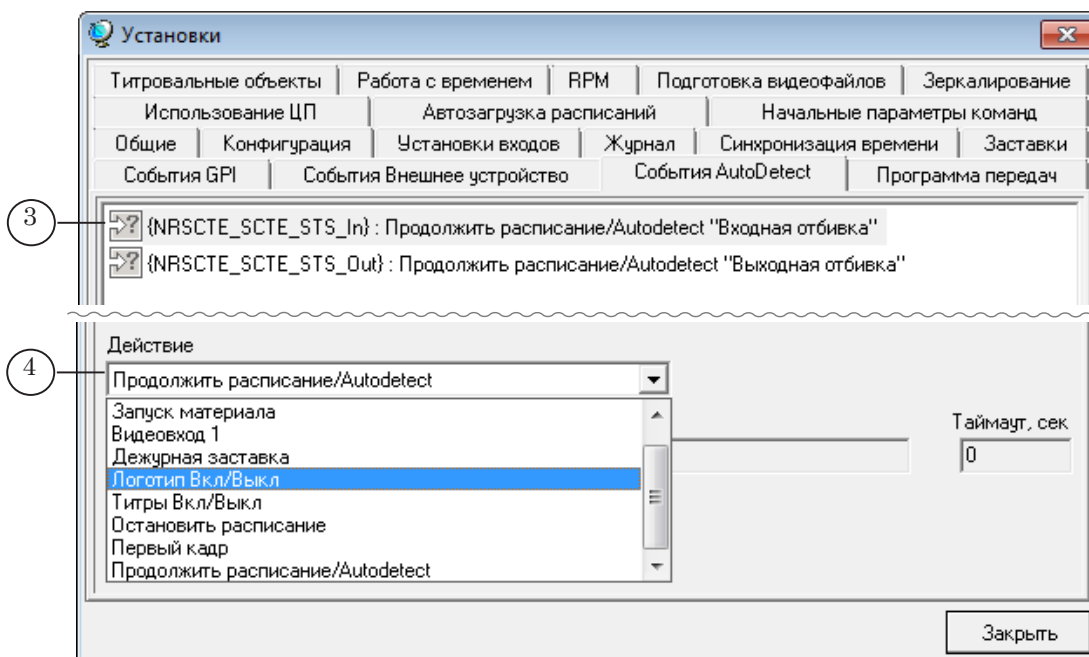 Установки
Титровальные объекты Работа с временем RPM Подготовка видеофайлов Зеркалирование
Использование ЦП Автозагрузка расписаний Начальные параметры команд
Общие Конфигурация Установки входов Журнал Синхронизация времени Заставки
События GPI События Внешнее устройство События AutoDetect Программа передач
3 {NRSCTE_SCTE_STS_In} : Продолжить расписание/Autodetect "Входная отбивка"
{NRSCTE_SCTE_STS_Out} : Продолжить расписание/Autodetect "Выходная отбивка"
Действие
4 Продолжить расписание/Autodetect
Запуск материала
Видеовход 1
Дежурная заставка
Логотип Вкл/Выкл
Титры Вкл/Выкл
Остановить расписание
Первый кадр
Продолжить расписание/Autodetect
Таймаут, сек
0
Закрыть